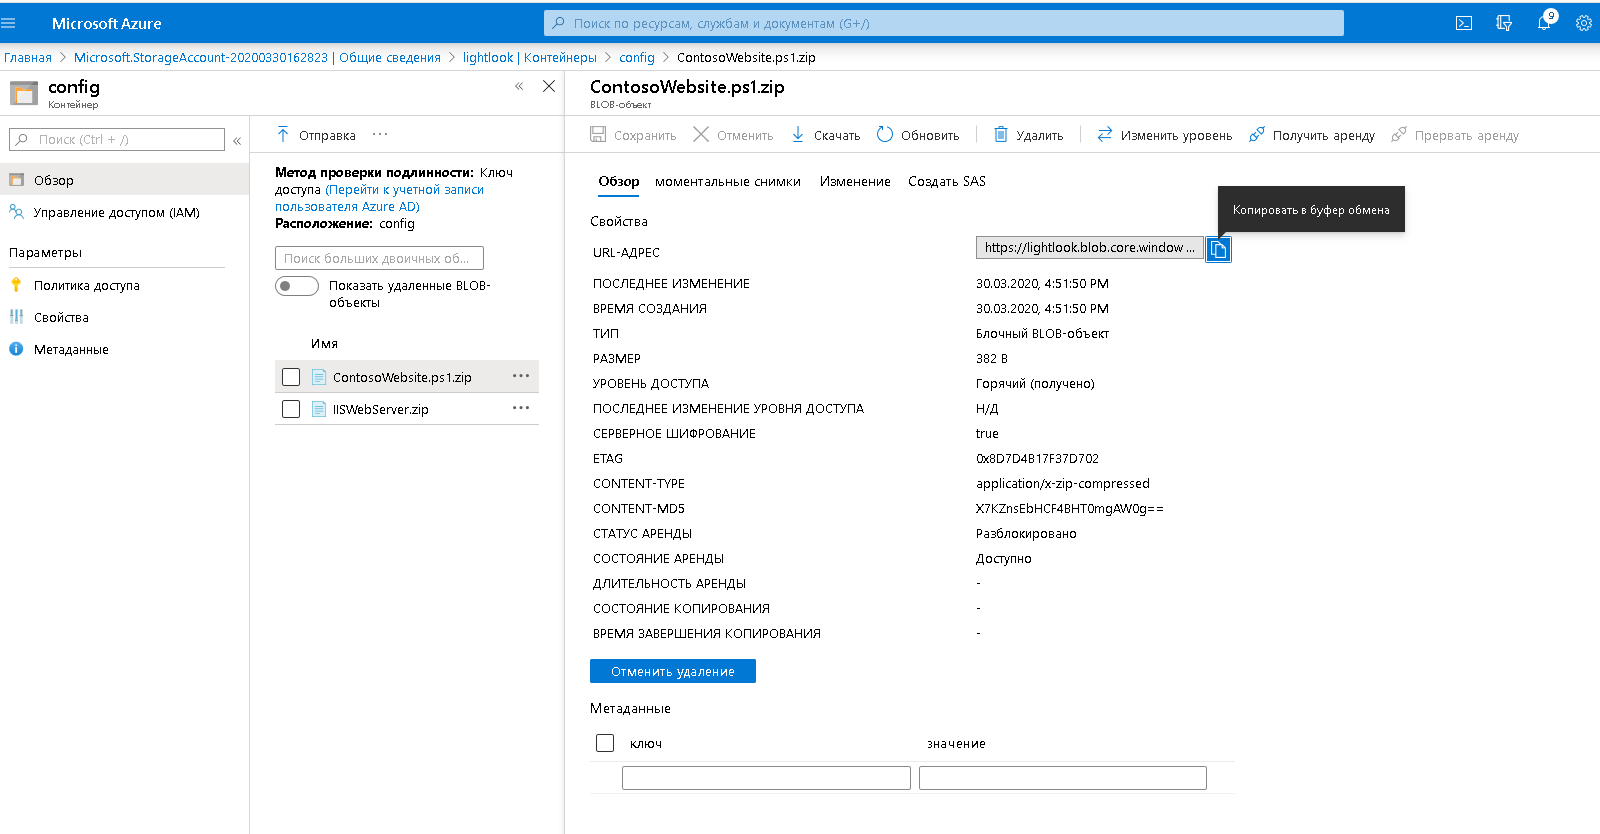 Microsoft Azure
Поиск по ресурсам, службам и документам (G+/)
9
Главная > Microsoft.StorageAccount-20200330162823 | Общие сведения > lightlook | Контейнеры > config > ContosoWebsite.ps1.zip
config
Контейнер
«
Поиск (Ctrl + /)
«
Обзор
Управление доступом (IAM)
Параметры
Политика доступа
Свойства
Метаданные
Отправка ...
Метод проверки подлинности: Ключ
доступа (Перейти к учетной записи
пользователя Azure AD)
Расположение: config
Поиск больших двоичных об...
Показать удаленные BLOB-
объекты
Имя
ContosoWebsite.ps1.zip ...
IISWebServer.zip ...
ContosoWebsite.ps1.zip
BLOB-объект
Сохранить Отменить Скачать Обновить Удалить Изменить уровень Получить аренду Прервать аренду
Обзор моментальные снимки Изменение Создать SAS
Копировать в буфер обмена
Свойства
URL-АДРЕС https://lightlook.blob.core.window ...
ПОСЛЕДНЕЕ ИЗМЕНЕНИЕ 30.03.2020, 4:51:50 PM
ВРЕМЯ СОЗДАНИЯ 30.03.2020, 4:51:50 PM
ТИП Блочный BLOB-объект
РАЗМЕР 382 B
УРОВЕНЬ ДОСТУПА Горячий (получено)
ПОСЛЕДНЕЕ ИЗМЕНЕНИЕ УРОВНЯ ДОСТУПА Н/Д
СЕРВЕРНОЕ ШИФРОВАНИЕ true
ETAG 0x8D7D4B17F37D702
CONTENT-TYPE application/x-zip-compressed
CONTENT-MD5 X7KZnsEbHCF4BHT0mgAW0g==
СТАТУС АРЕНДЫ Разблокировано
СОСТОЯНИЕ АРЕНДЫ Доступно
ДЛИТЕЛЬНОСТЬ АРЕНДЫ -
СОСТОЯНИЕ КОПИРОВАНИЯ -
ВРЕМЯ ЗАВЕРШЕНИЯ КОПИРОВАНИЯ -
Отменить удаление
Метаданные
ключ значение